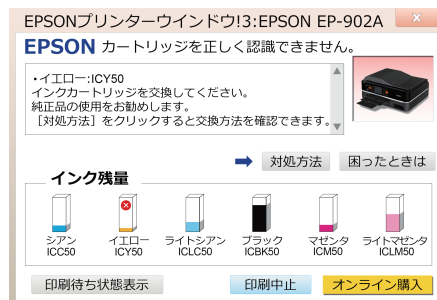 EPSONプリンターウインドウ!3:EPSON EP-902A
EPSON カートリッジを正しく認識できません。
・イエロー:ICY50
インクカートリッジを交換してください。
純正品の使用をお勧めします。
[対処方法]をクリックすると交換方法を確認できます。
対処方法 困ったときは
インク残量
シアン イエロー ライトシアン ブラック マゼンタ ライトマゼンタ
ICC50 ICY50 ICLC50 ICBK50 ICM50 ICLM50
印刷待ち状態表示 印刷中止 オンライン購入